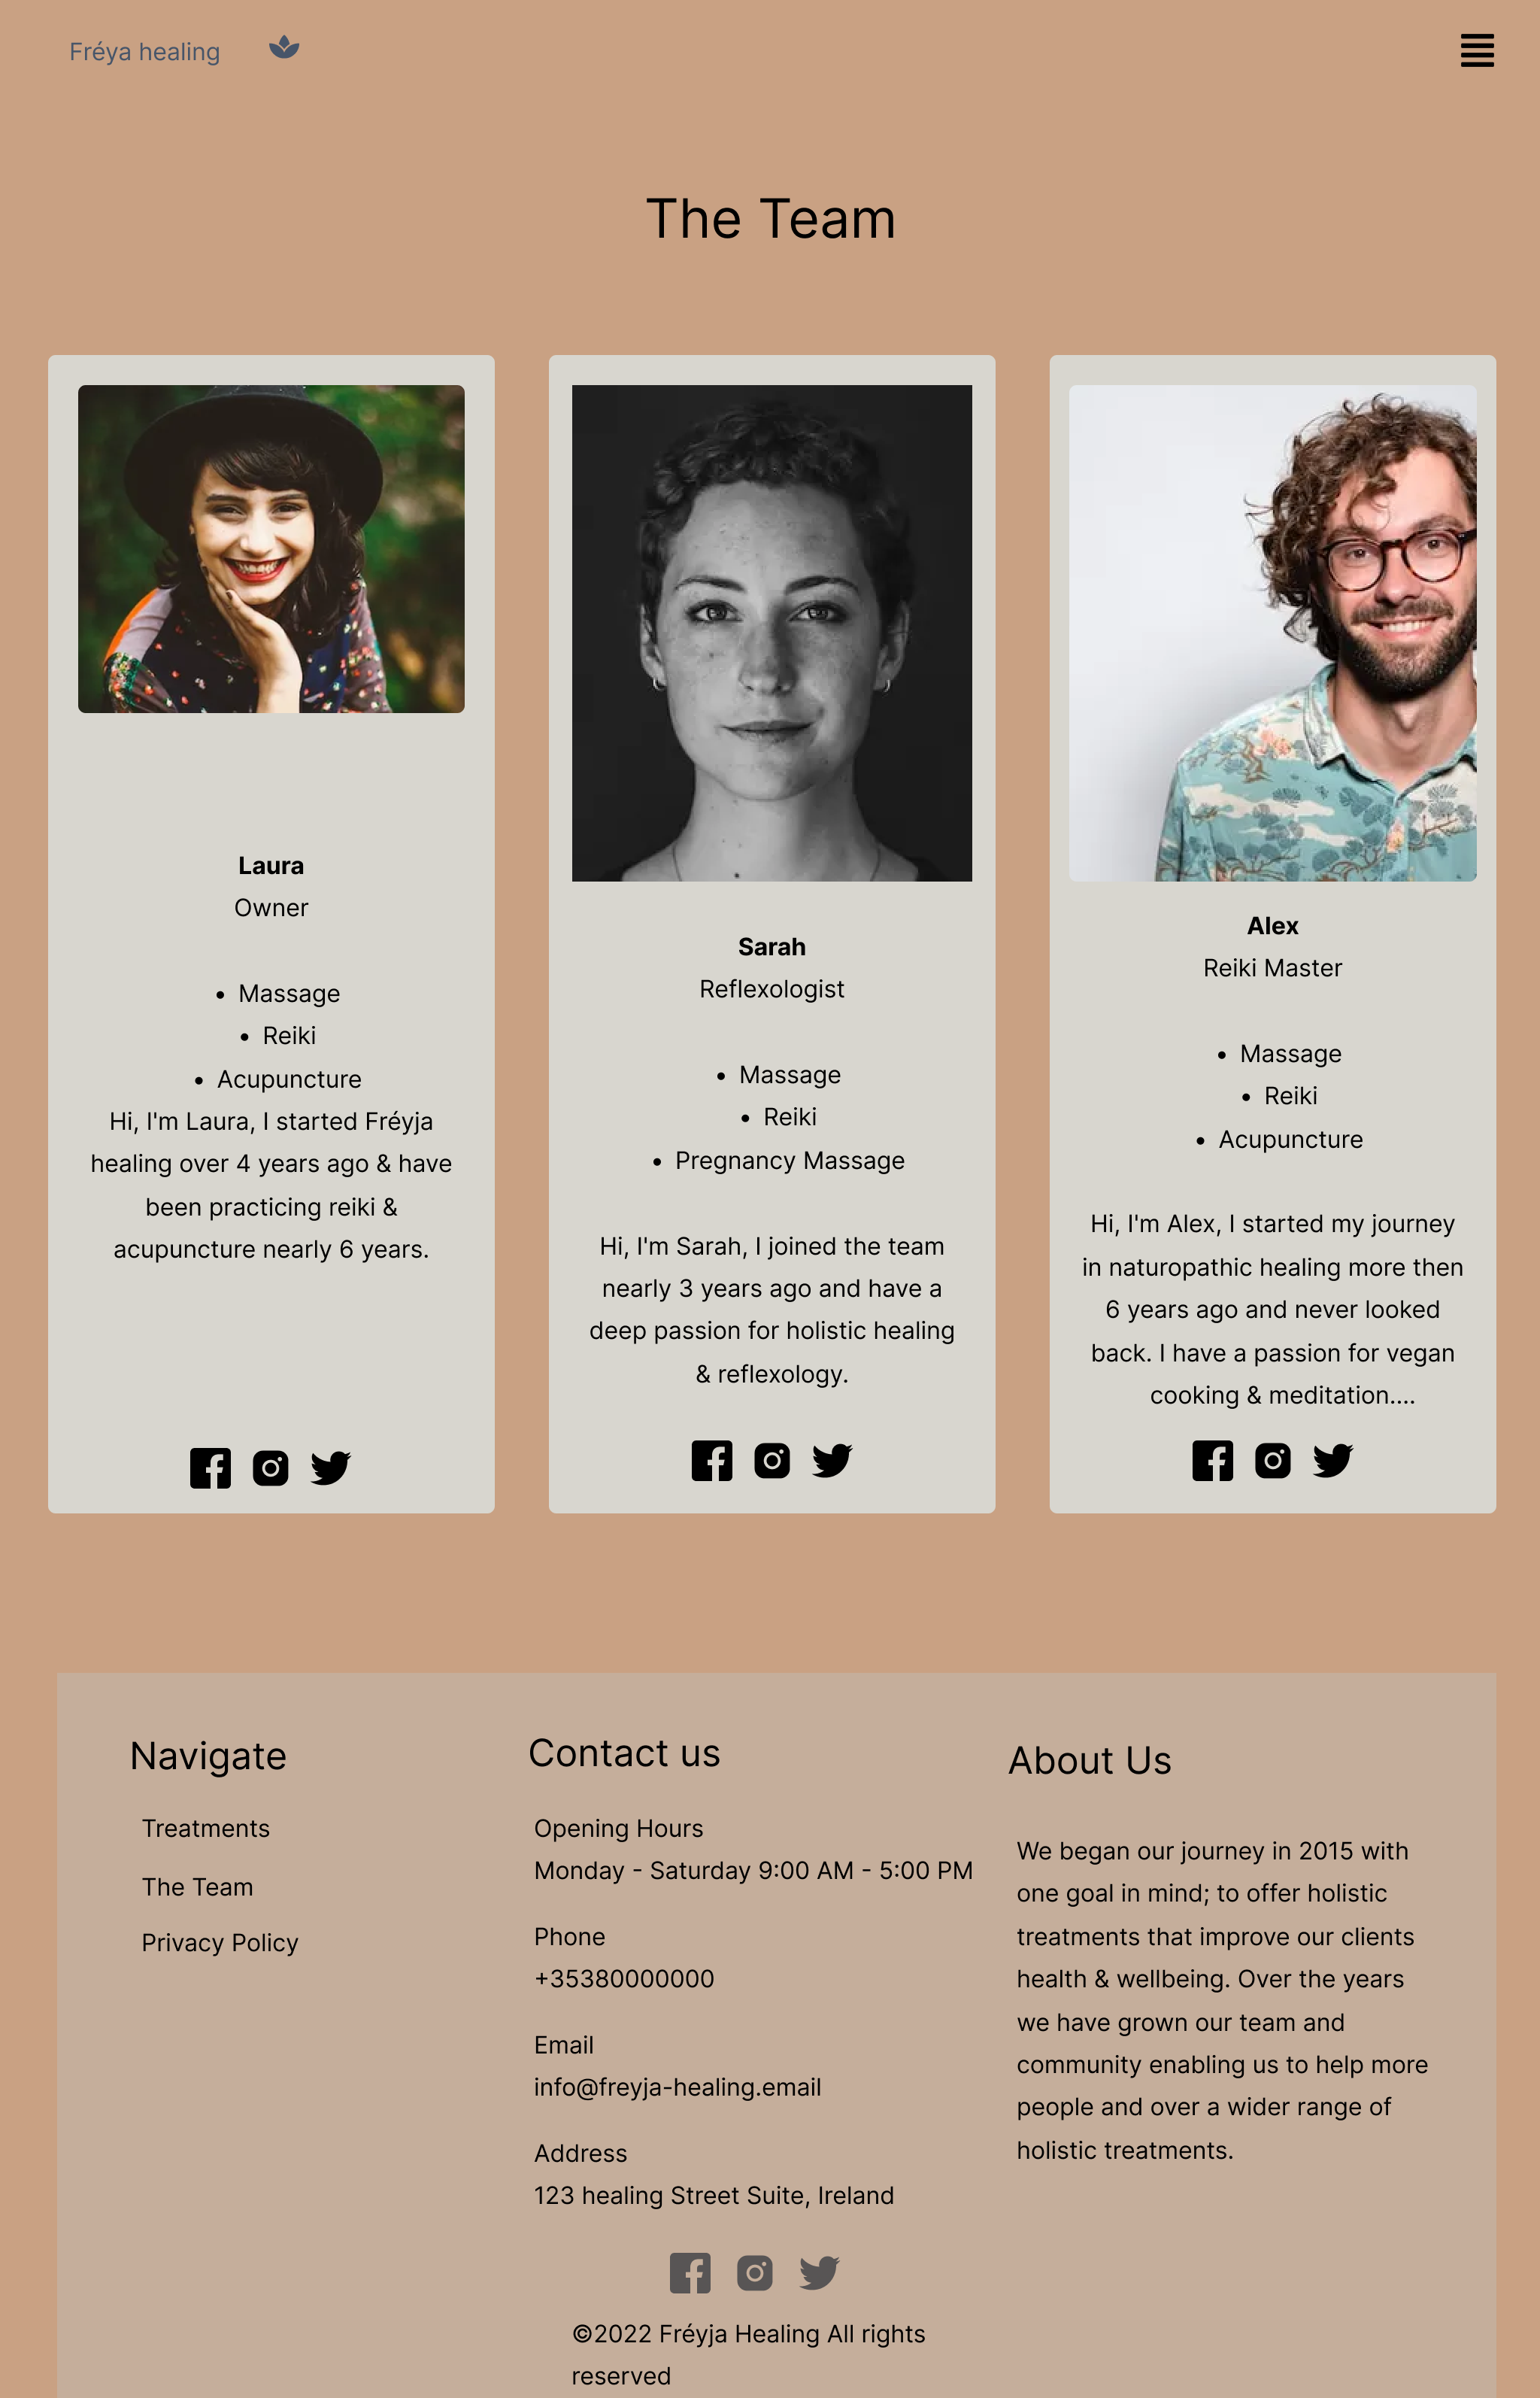 Fréya healing
The Team
Laura
Owner
• Massage
• Reiki
• Acupuncture
Hi, I'm Laura, I started Fréyja
healing over 4 years ago & have
been practicing reiki &
acupuncture nearly 6 years.
Sarah
Reflexologist
• Massage
• Reiki
• Pregnancy Massage
Hi, I'm Sarah, I joined the team
nearly 3 years ago and have a
deep passion for holistic healing
& reflexology.
Alex
Reiki Master
• Massage
• Reiki
• Acupuncture
Hi, I'm Alex, I started my journey
in naturopathic healing more then
6 years ago and never looked
back. I have a passion for vegan
cooking & meditation....
Navigate
Treatments
The Team
Privacy Policy
Contact us
Opening Hours
Monday - Saturday 9:00 AM - 5:00 PM
Phone
+35380000000
Email
info@freyja-healing.email
Address
123 healing Street Suite, Ireland
About Us
We began our journey in 2015 with
one goal in mind; to offer holistic
treatments that improve our clients
health & wellbeing. Over the years
we have grown our team and
community enabling us to help more
people and over a wider range of
holistic treatments.
©2022 Fréyja Healing All rights
reserved